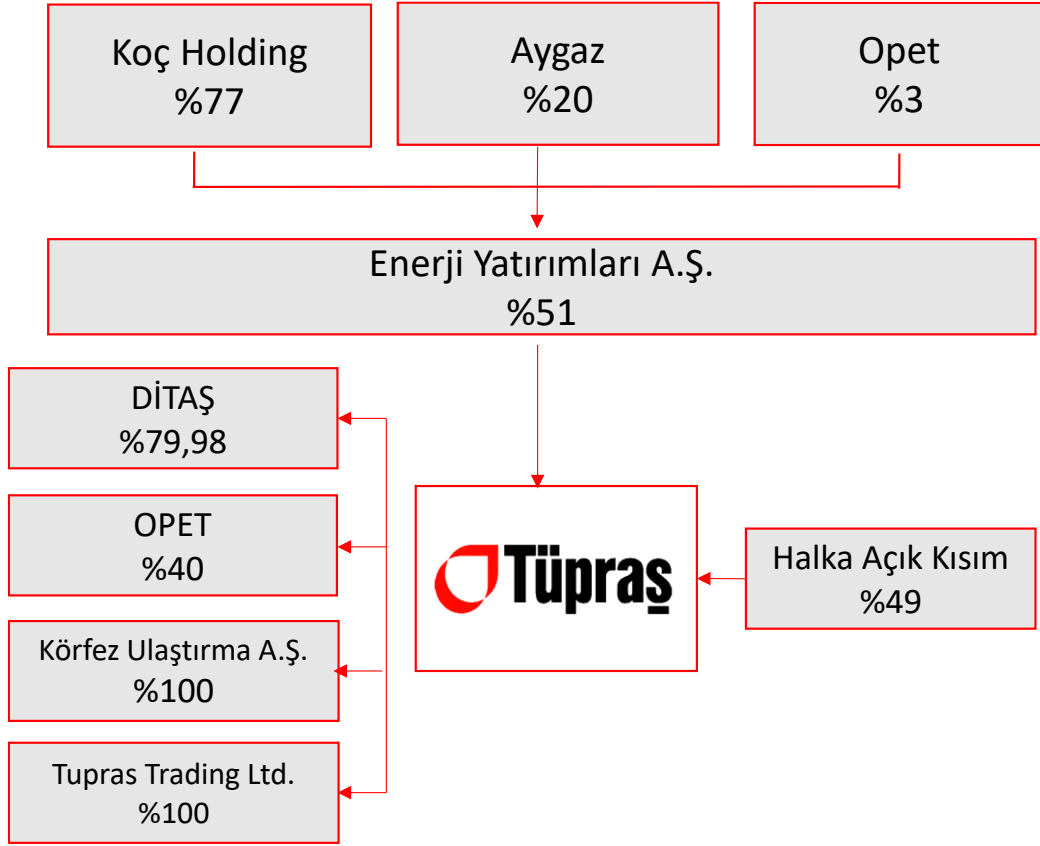 Koç Holding
%77
Aygaz
%20
Opet
%3
Enerji Yatırımları A.Ş.
%51
DİTAŞ
%79,98
OPET
%40
Körfez Ulaştırma A.Ş.
%100
Tupras Trading Ltd.
%100
Tüpraş
Halka Açık Kısım
%49